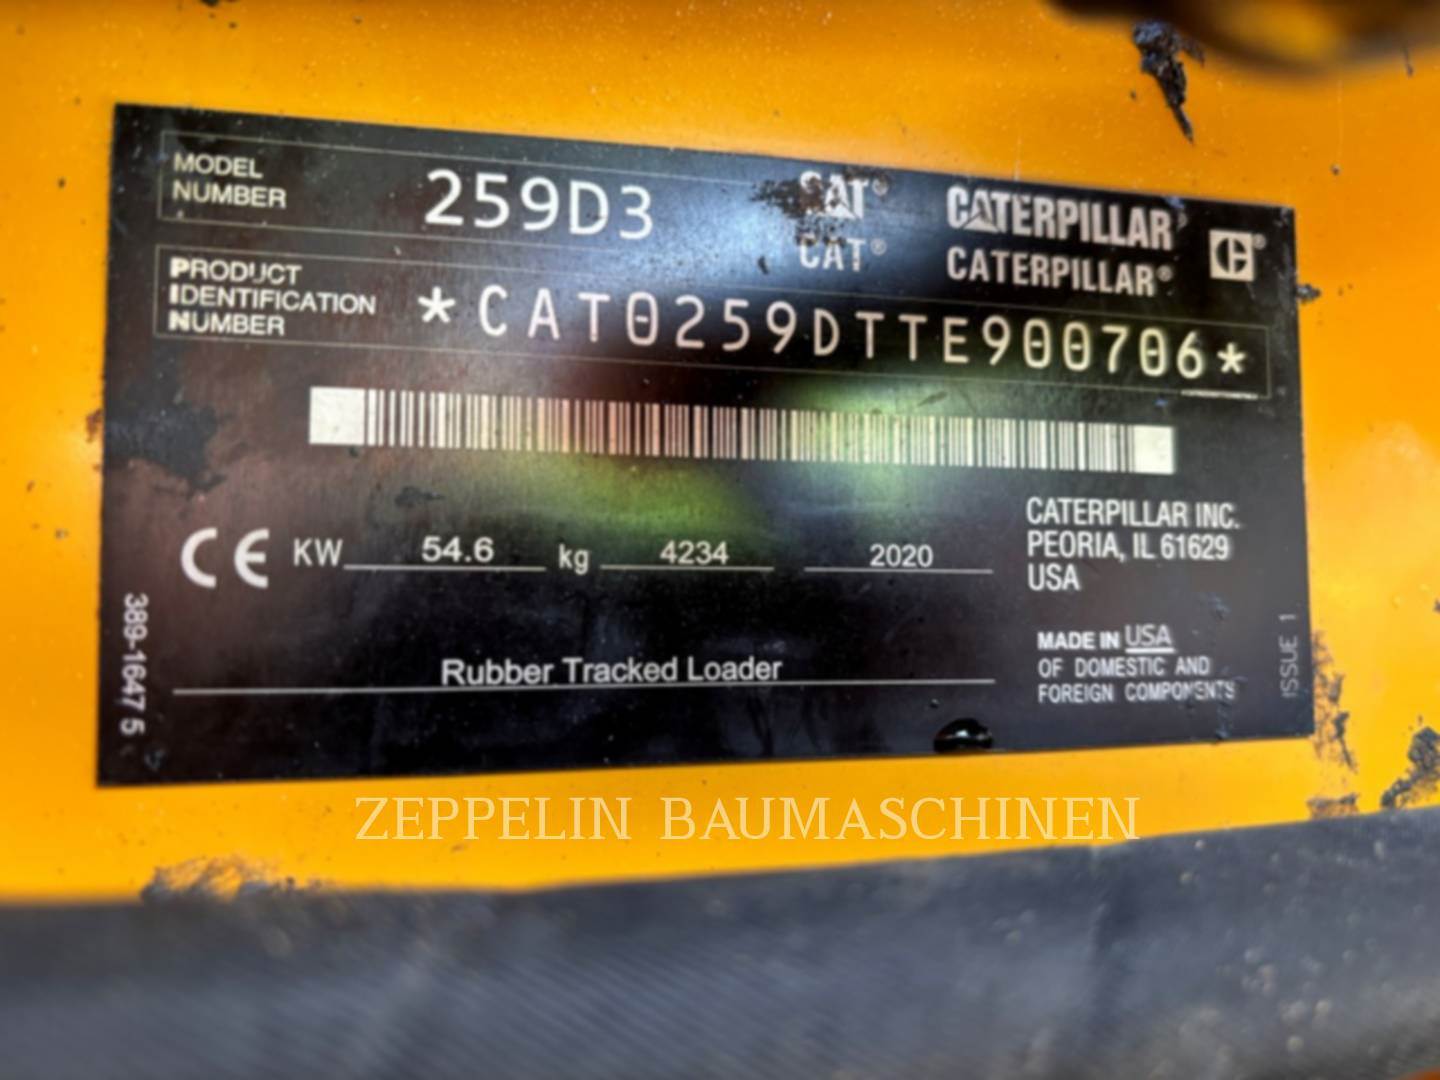 MODEL
NUMBER
259D3
CAT®
CAT®
CATERPILLAR®
CATERPILLAR®
PRODUCT
IDENTIFICATION
NUMBER
*CAT0259DTTE900706*
CE KW 54.6 kg 4234 2020
CATERPILLAR INC.
PEORIA, IL 61629
USA
Rubber Tracked Loader
MADE IN USA
OF DOMESTIC AND
FOREIGN COMPONENTS
389-1647 5
ISSUE 1
ZEPPELIN BAUMASCHINEN